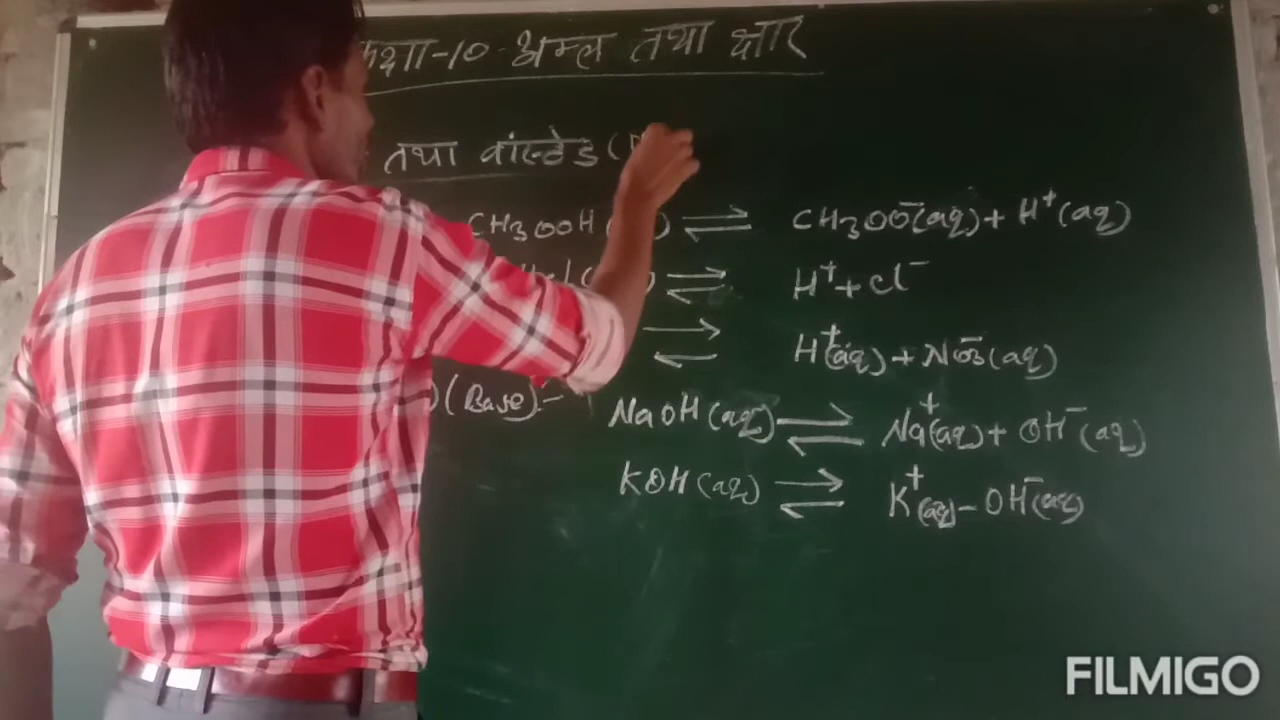 कक्षा-10-अम्ल तथा क्षार
तथा वांस्टेड (
CH3OOH ( ) ⇌ CH3OO⁻(aq) + H⁺(aq)
⇌ H⁺ + Cl⁻
⇌ H⁺(aq) + NO3⁻(aq)
(Base):- NaOH(aq) ⇌ Na⁺(aq) + OH⁻(aq)
KOH(aq) ⇌ K⁺(aq) - OH⁻(aq)
FILMIGO